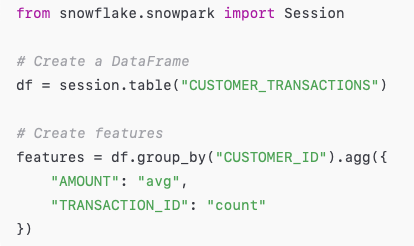 from snowflake.snowpark import Session

# Create a DataFrame
df = session.table("CUSTOMER_TRANSACTIONS")

# Create features
features = df.group_by("CUSTOMER_ID").agg({
    "AMOUNT": "avg",
    "TRANSACTION_ID": "count"
})